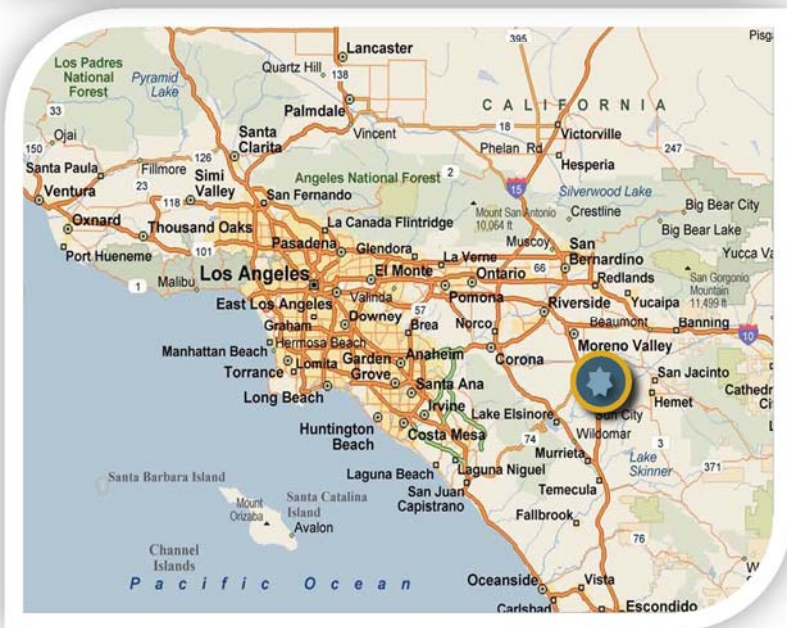 395
Pisg
Lancaster
Los Padres
National
Forest
Pyramid
Lake
Quartz Hill
138
CALIFORNIA
33
Palmdale
Ojai
Santa
Clarita
Vincent
18
Victorville
150
126
Phelan Rd
247
Santa Paula
Fillmore
Simi
Valley
Hesperia
23
118
San Fernando
Angeles National Forest
2
15
Silverwood Lake
Ventura
Mount San Antonio
10,064 ft
Crestline
Big Bear City
Oxnard
Thousand Oaks
La Canada Flintridge
Big Bear Lake
Port Hueneme
101
Pasadena
Glendora
La Verne
Muscoy
San
Bernardino
Yucca Va
1
Malibu
Los Angeles
El Monte
Ontario
66
Redlands
San Gorgonio
Mountain
11,499 ft
East Los Angeles
Valinda
Pomona
Yucaipa
57
Riverside
Graham
Downey
Brea
Norco
Beaumont
Banning
10
Hermosa Beach
Manhattan Beach
Lomita
Garden
Grove
Anaheim
Corona
Moreno Valley
Torrance
Santa Ana
San Jacinto
Cathedr
Ci
Long Beach
Irvine
Lake Elsinore
Sun City
Hemet
L
Huntington
Beach
Costa Mesa
74
Wildomar
3
Murrieta
Lake
Skinner
371
Laguna Beach
Laguna Niguel
Santa Barbara Island
San Juan
Capistrano
Temecula
Mount
Orizaba
Santa Catalina
Island
Avalon
Fallbrook
76
Channel
Islands
Pacific Ocean
Oceanside
Vista
W
Carlsbad
Escondido